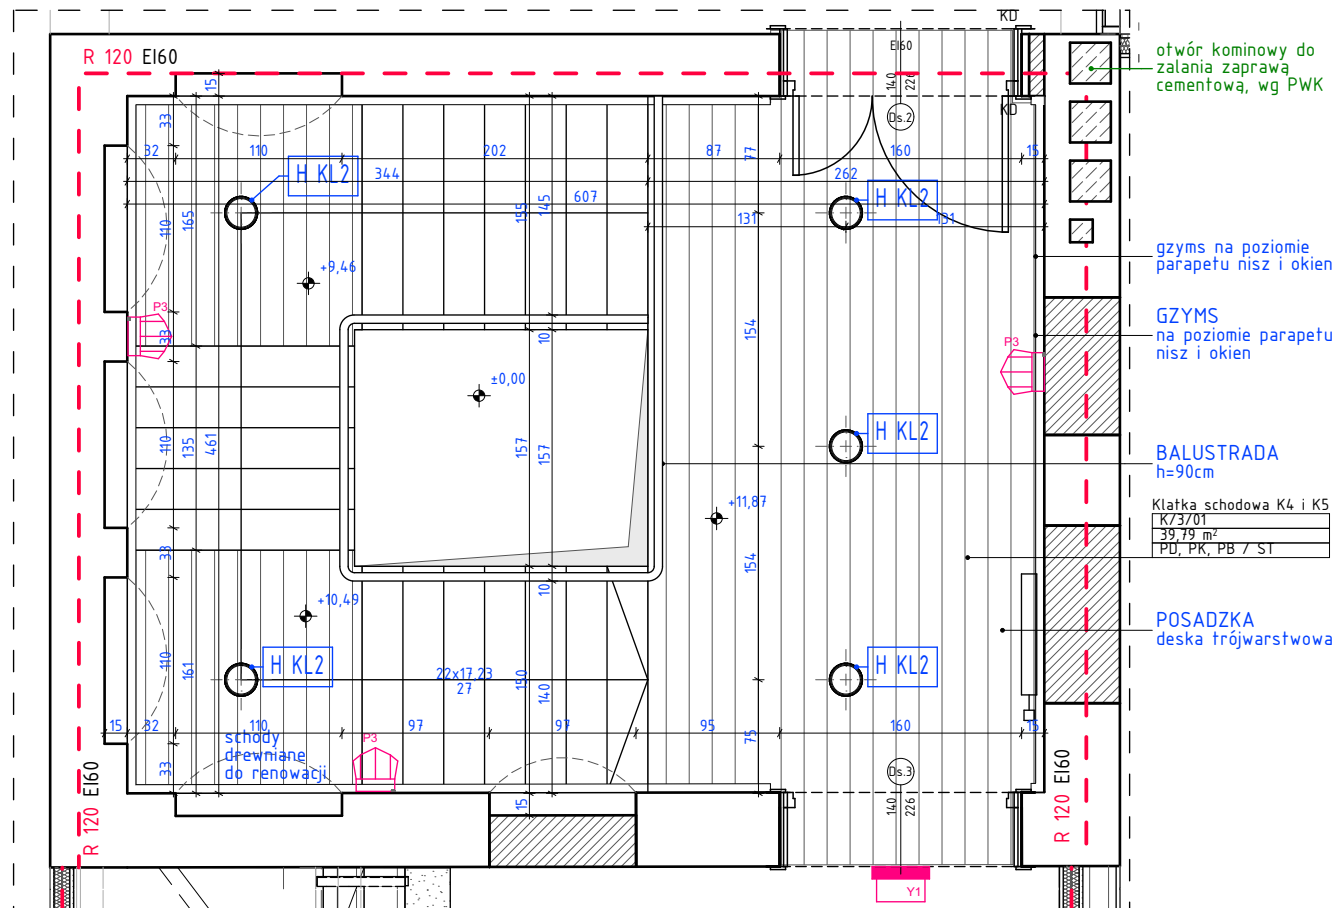 KD
R 120 EI60
EI60
otwór kominowy do
zalania zaprawą
cementową, wg PWK
15
140
220
KD
Ds.2
33
32
110
202
87
77
160
15
H KL2
344
262
H KL2
607
165
110
155
145
131
131
gzyms na poziomie
parapetu nisz i okien
+9,46
P3
33
10
154
GZYMS
na poziomie parapetu
nisz i okien
P3
±0,00
110
135
461
157
157
H KL2
BALUSTRADA
h=90cm
+11,87
Klatka schodowa K4 i K5
K/3/01
39,79 m²
PD, PK, PB / ST
33
10
154
+10,49
POSADZKA
deska trójwarstwowa
110
161
H KL2
22x17,23
27
150
140
H KL2
15
32
110
97
97
95
75
160
15
schody
drewniane
do renowacji
P3
33
15
Ds.3
140
226
R 120 EI60
R 120 EI60
Y1